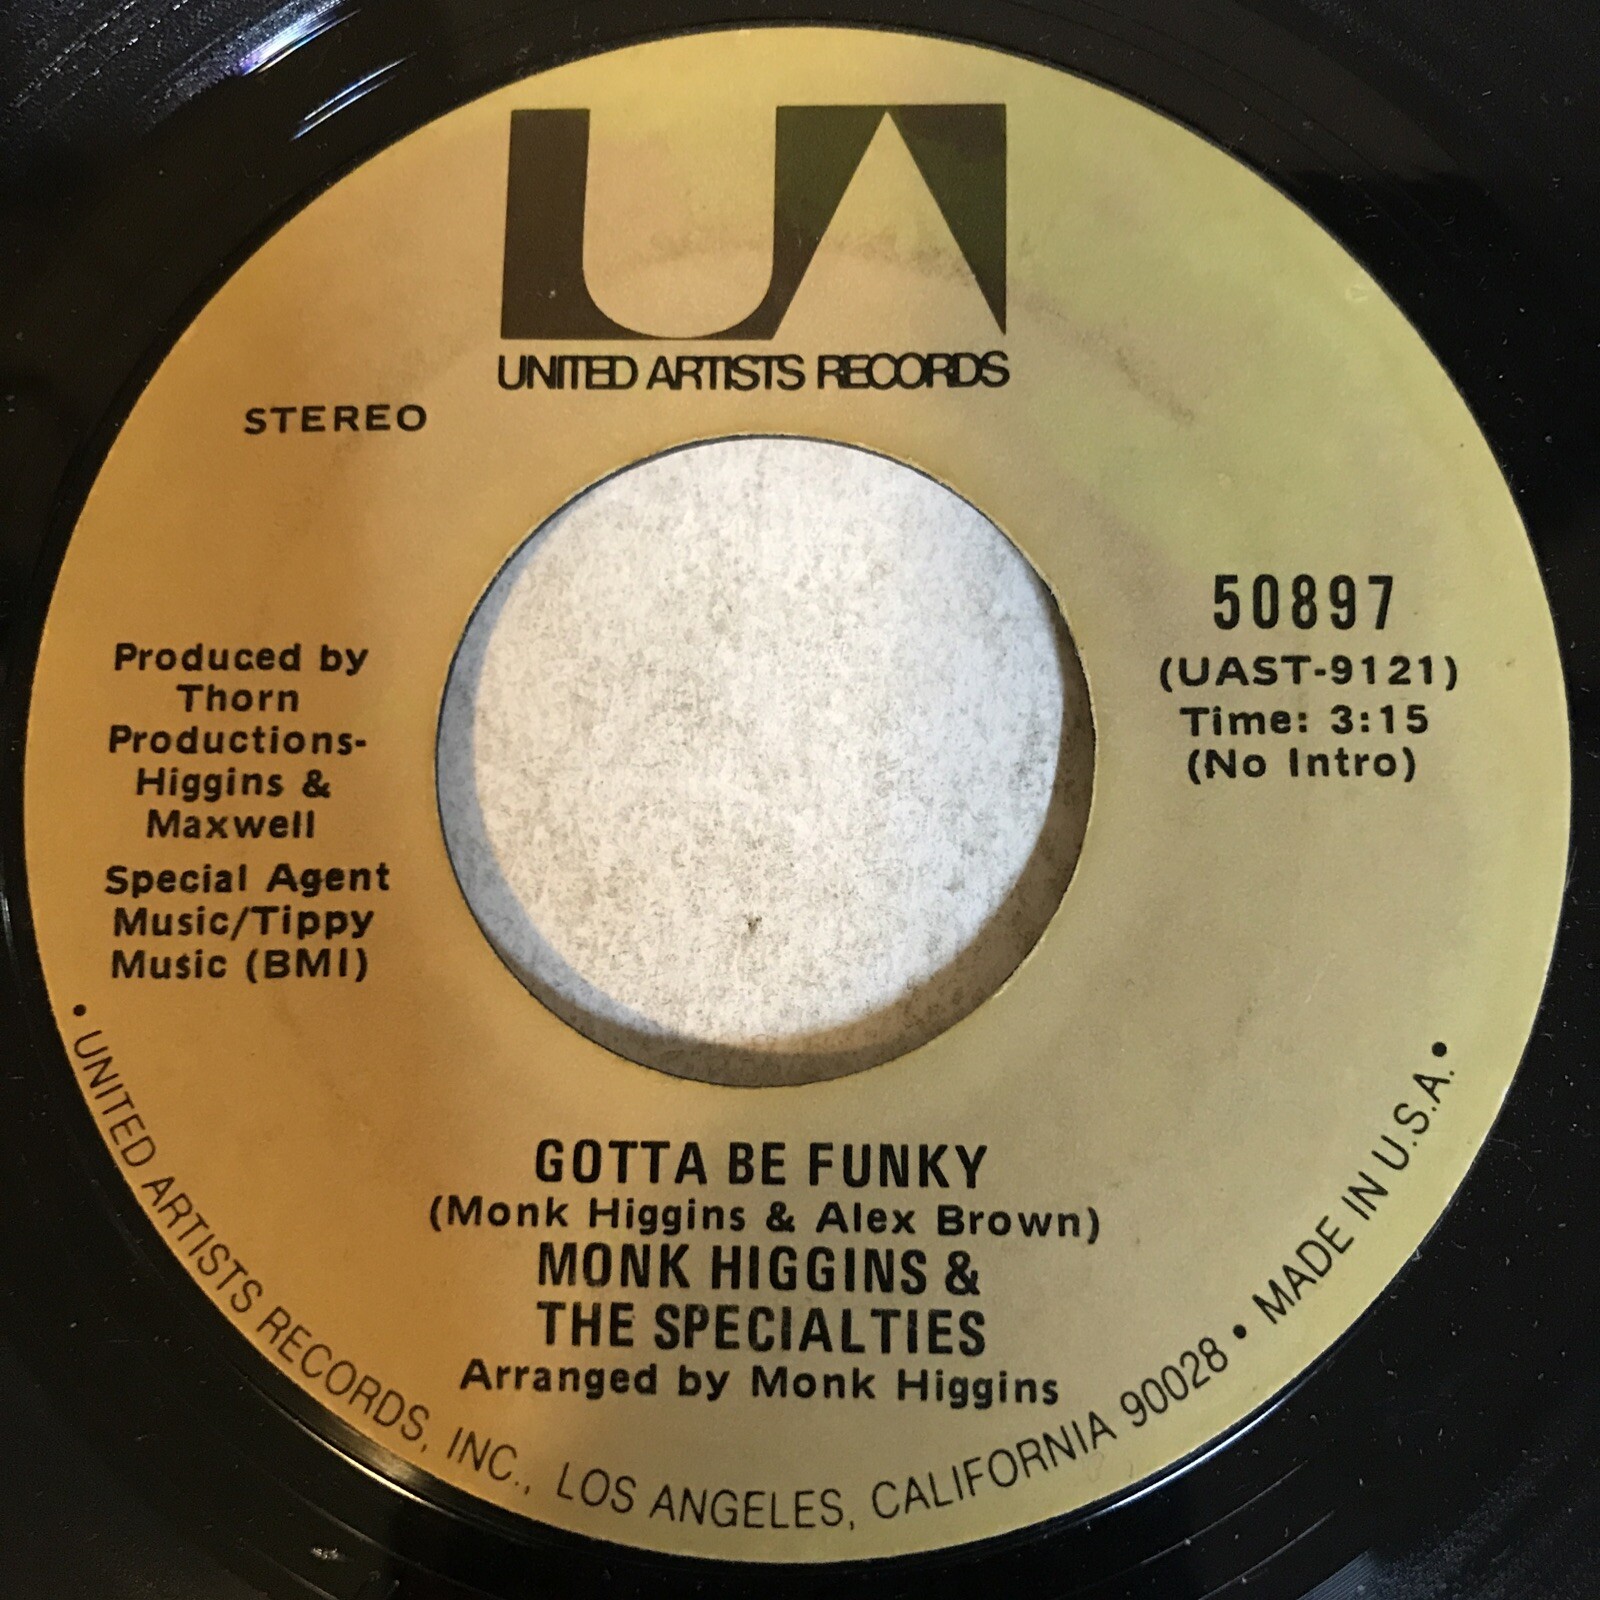 UA
UNITED ARTISTS RECORDS
STEREO
Produced by
Thorn
Productions-
Higgins &
Maxwell
Special Agent
Music/Tippy
Music (BMI)
50897
(UAST-9121)
Time: 3:15
(No Intro)
GOTTA BE FUNKY
(Monk Higgins & Alex Brown)
MONK HIGGINS &
THE SPECIALTIES
Arranged by Monk Higgins
• UNITED ARTISTS RECORDS, INC., LOS ANGELES, CALIFORNIA 90028 • MADE IN U.S.A. •